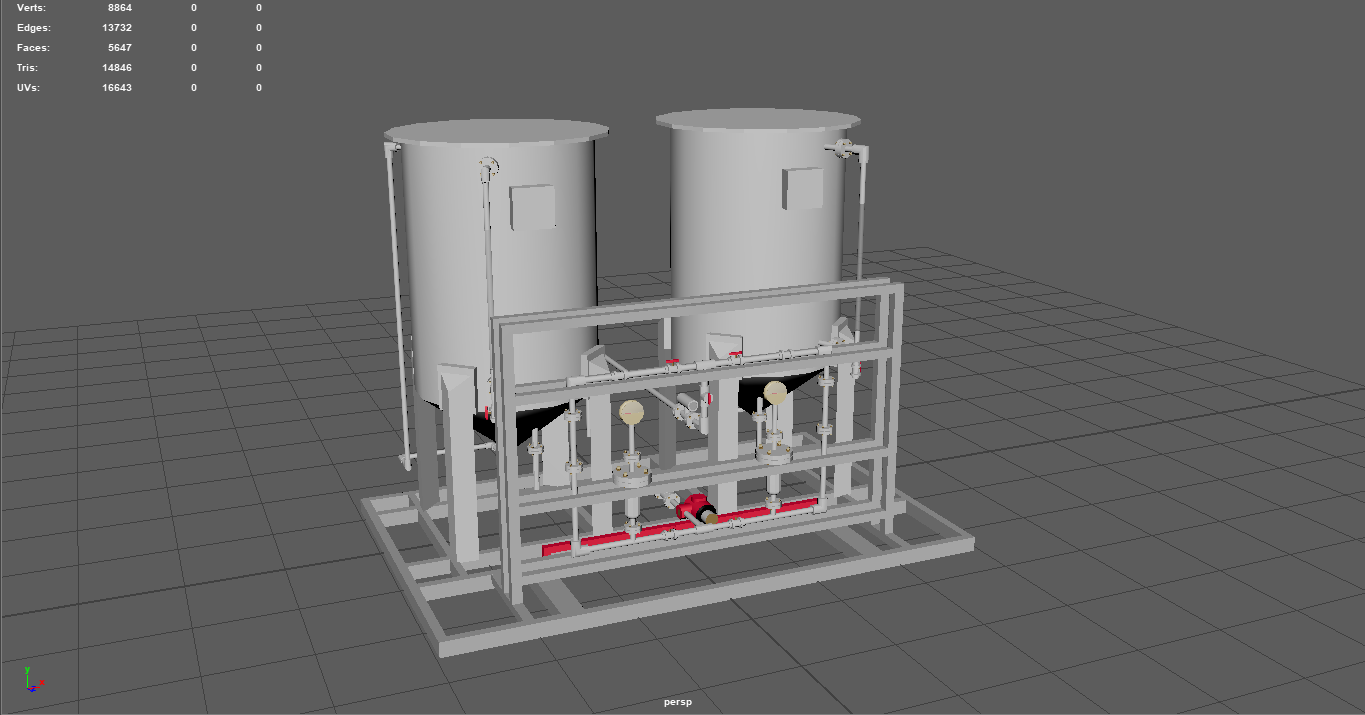 Verts: 8864 0 0
Edges: 13732 0 0
Faces: 5647 0 0
Tris: 14846 0 0
UVs: 16643 0 0
y
x
z
persp